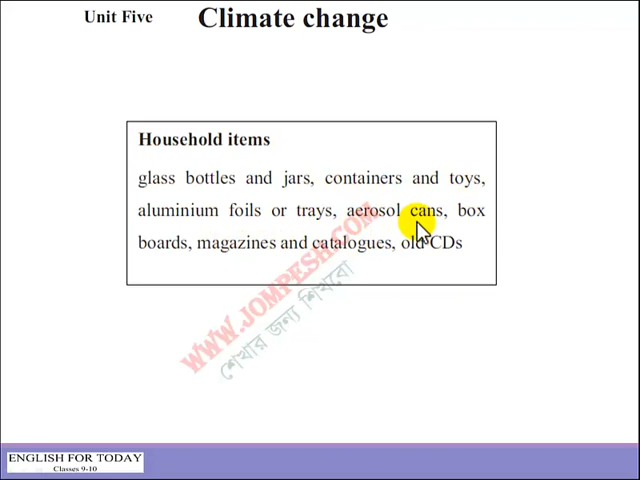 Unit Five
Climate change
Household items
glass bottles and jars, containers and toys,
aluminium foils or trays, aerosol cans, box
boards, magazines and catalogues, old CDs
WWW.JOMPESH.COM
শেখার জন্য শিখবো
ENGLISH FOR TODAY
Classes 9-10